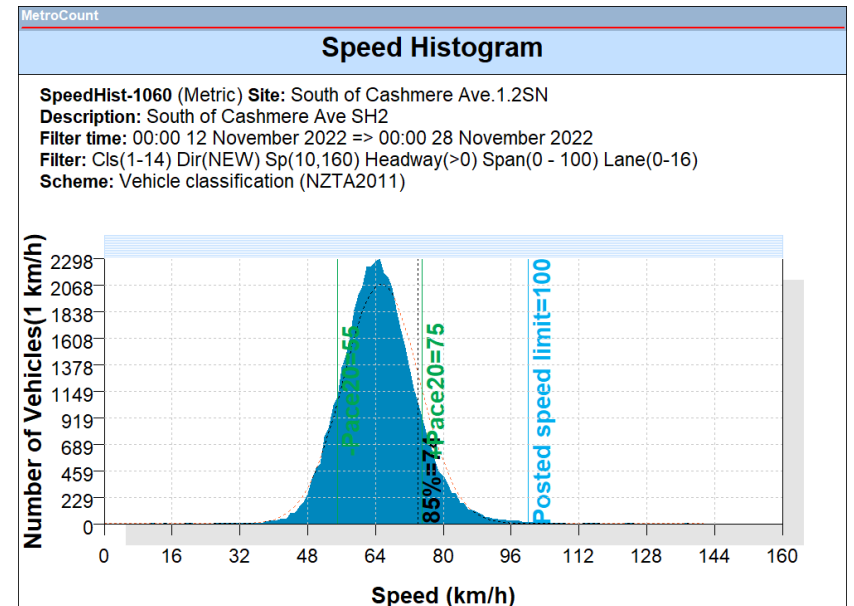 MetroCount
Speed Histogram
SpeedHist-1060 (Metric) Site: South of Cashmere Ave.1.2SN
Description: South of Cashmere Ave SH2
Filter time: 00:00 12 November 2022 => 00:00 28 November 2022
Filter: Cls(1-14) Dir(NEW) Sp(10,160) Headway(>0) Span(0 - 100) Lane(0-16)
Scheme: Vehicle classification (NZTA2011)
Number of Vehicles(1 km/h)
2298
2068
1838
1608
1378
1149
919
689
459
229
0
-Pace20=55
85%=74
+Pace20=75
Posted speed limit=100
0 16 32 48 64 80 96 112 128 144 160
Speed (km/h)